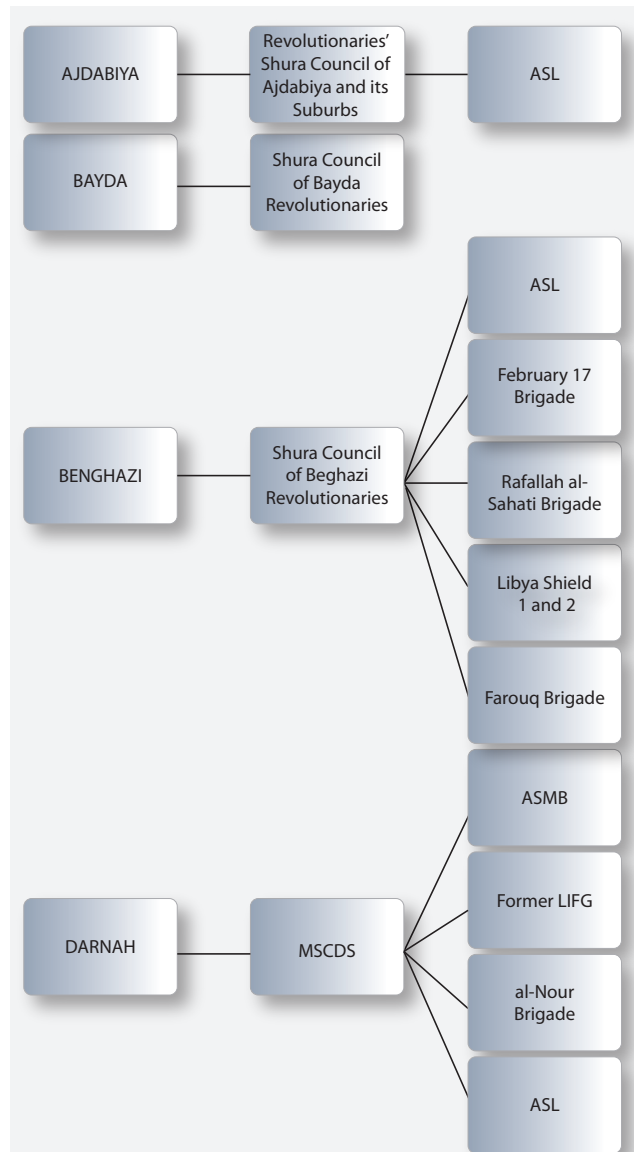 AJDABIYA
Revolutionaries’
Shura Council of
Ajdabiya and its
Suburbs
ASL
BAYDA
Shura Council
of Bayda
Revolutionaries
BENGHAZI
Shura Council
of Beghazi
Revolutionaries
ASL
February 17
Brigade
Rafallah al-
Sahati Brigade
Libya Shield
1 and 2
Farouq Brigade
DARNAH
MSCDS
ASMB
Former LIFG
al-Nour
Brigade
ASL